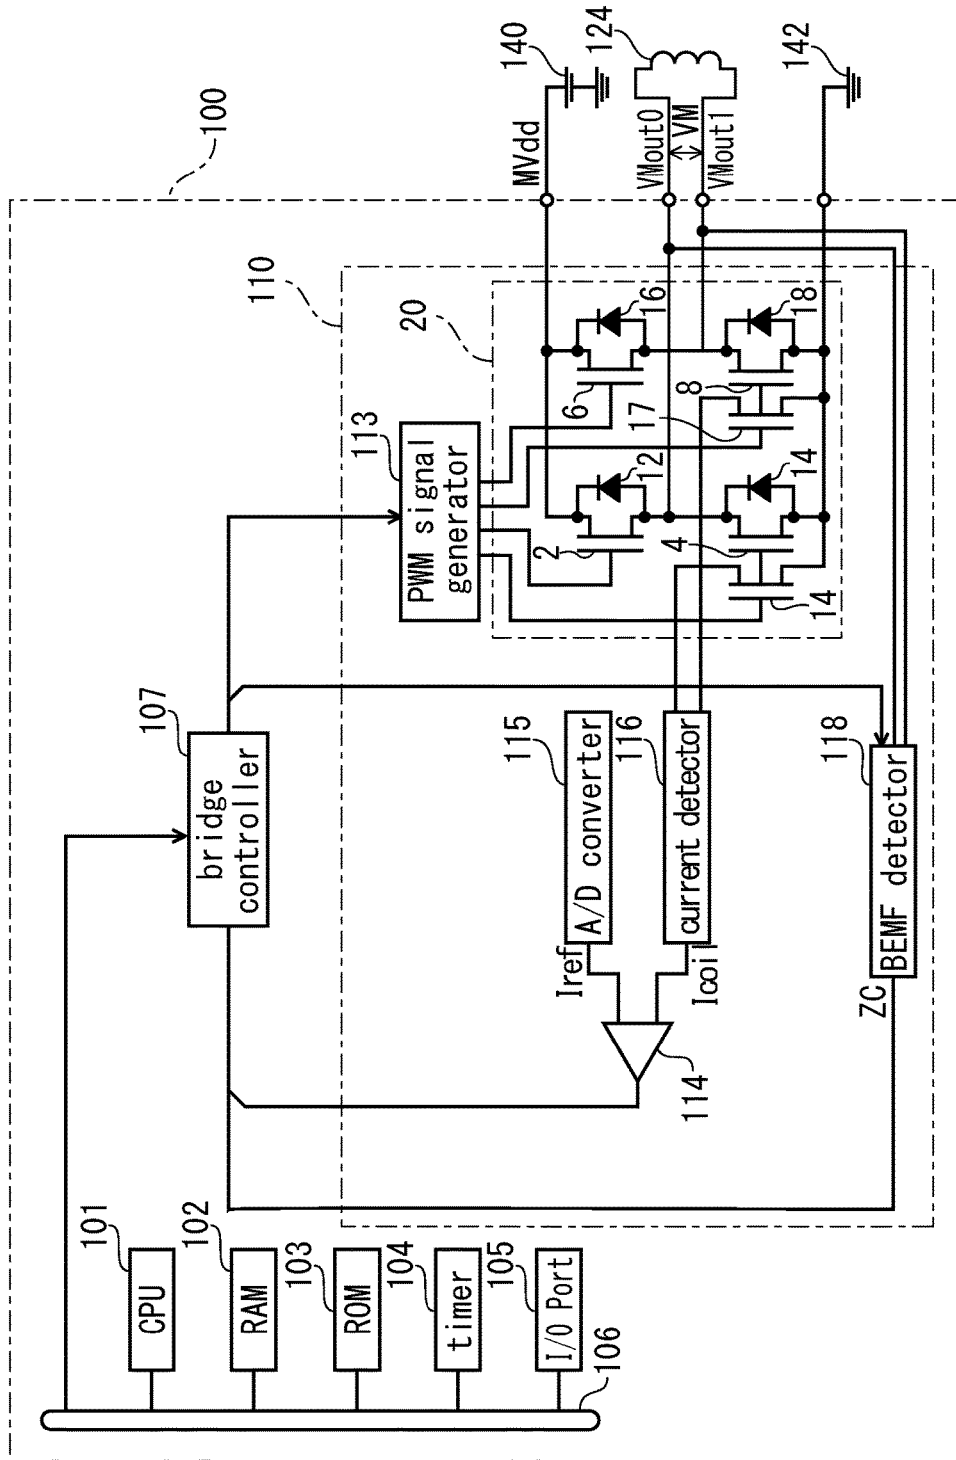 100
110
20
101
CPU
102
RAM
103
ROM
104
timer
105
I/O Port
106
107
bridge
controller
113
PWM signal
generator
115
A/D converter
Iref
116
current detector
Icoil
114
118
BEMF detector
ZC
2
12
6
16
4
14
14
8
18
17
MVdd
140
VMout0
VM
VMout1
124
142